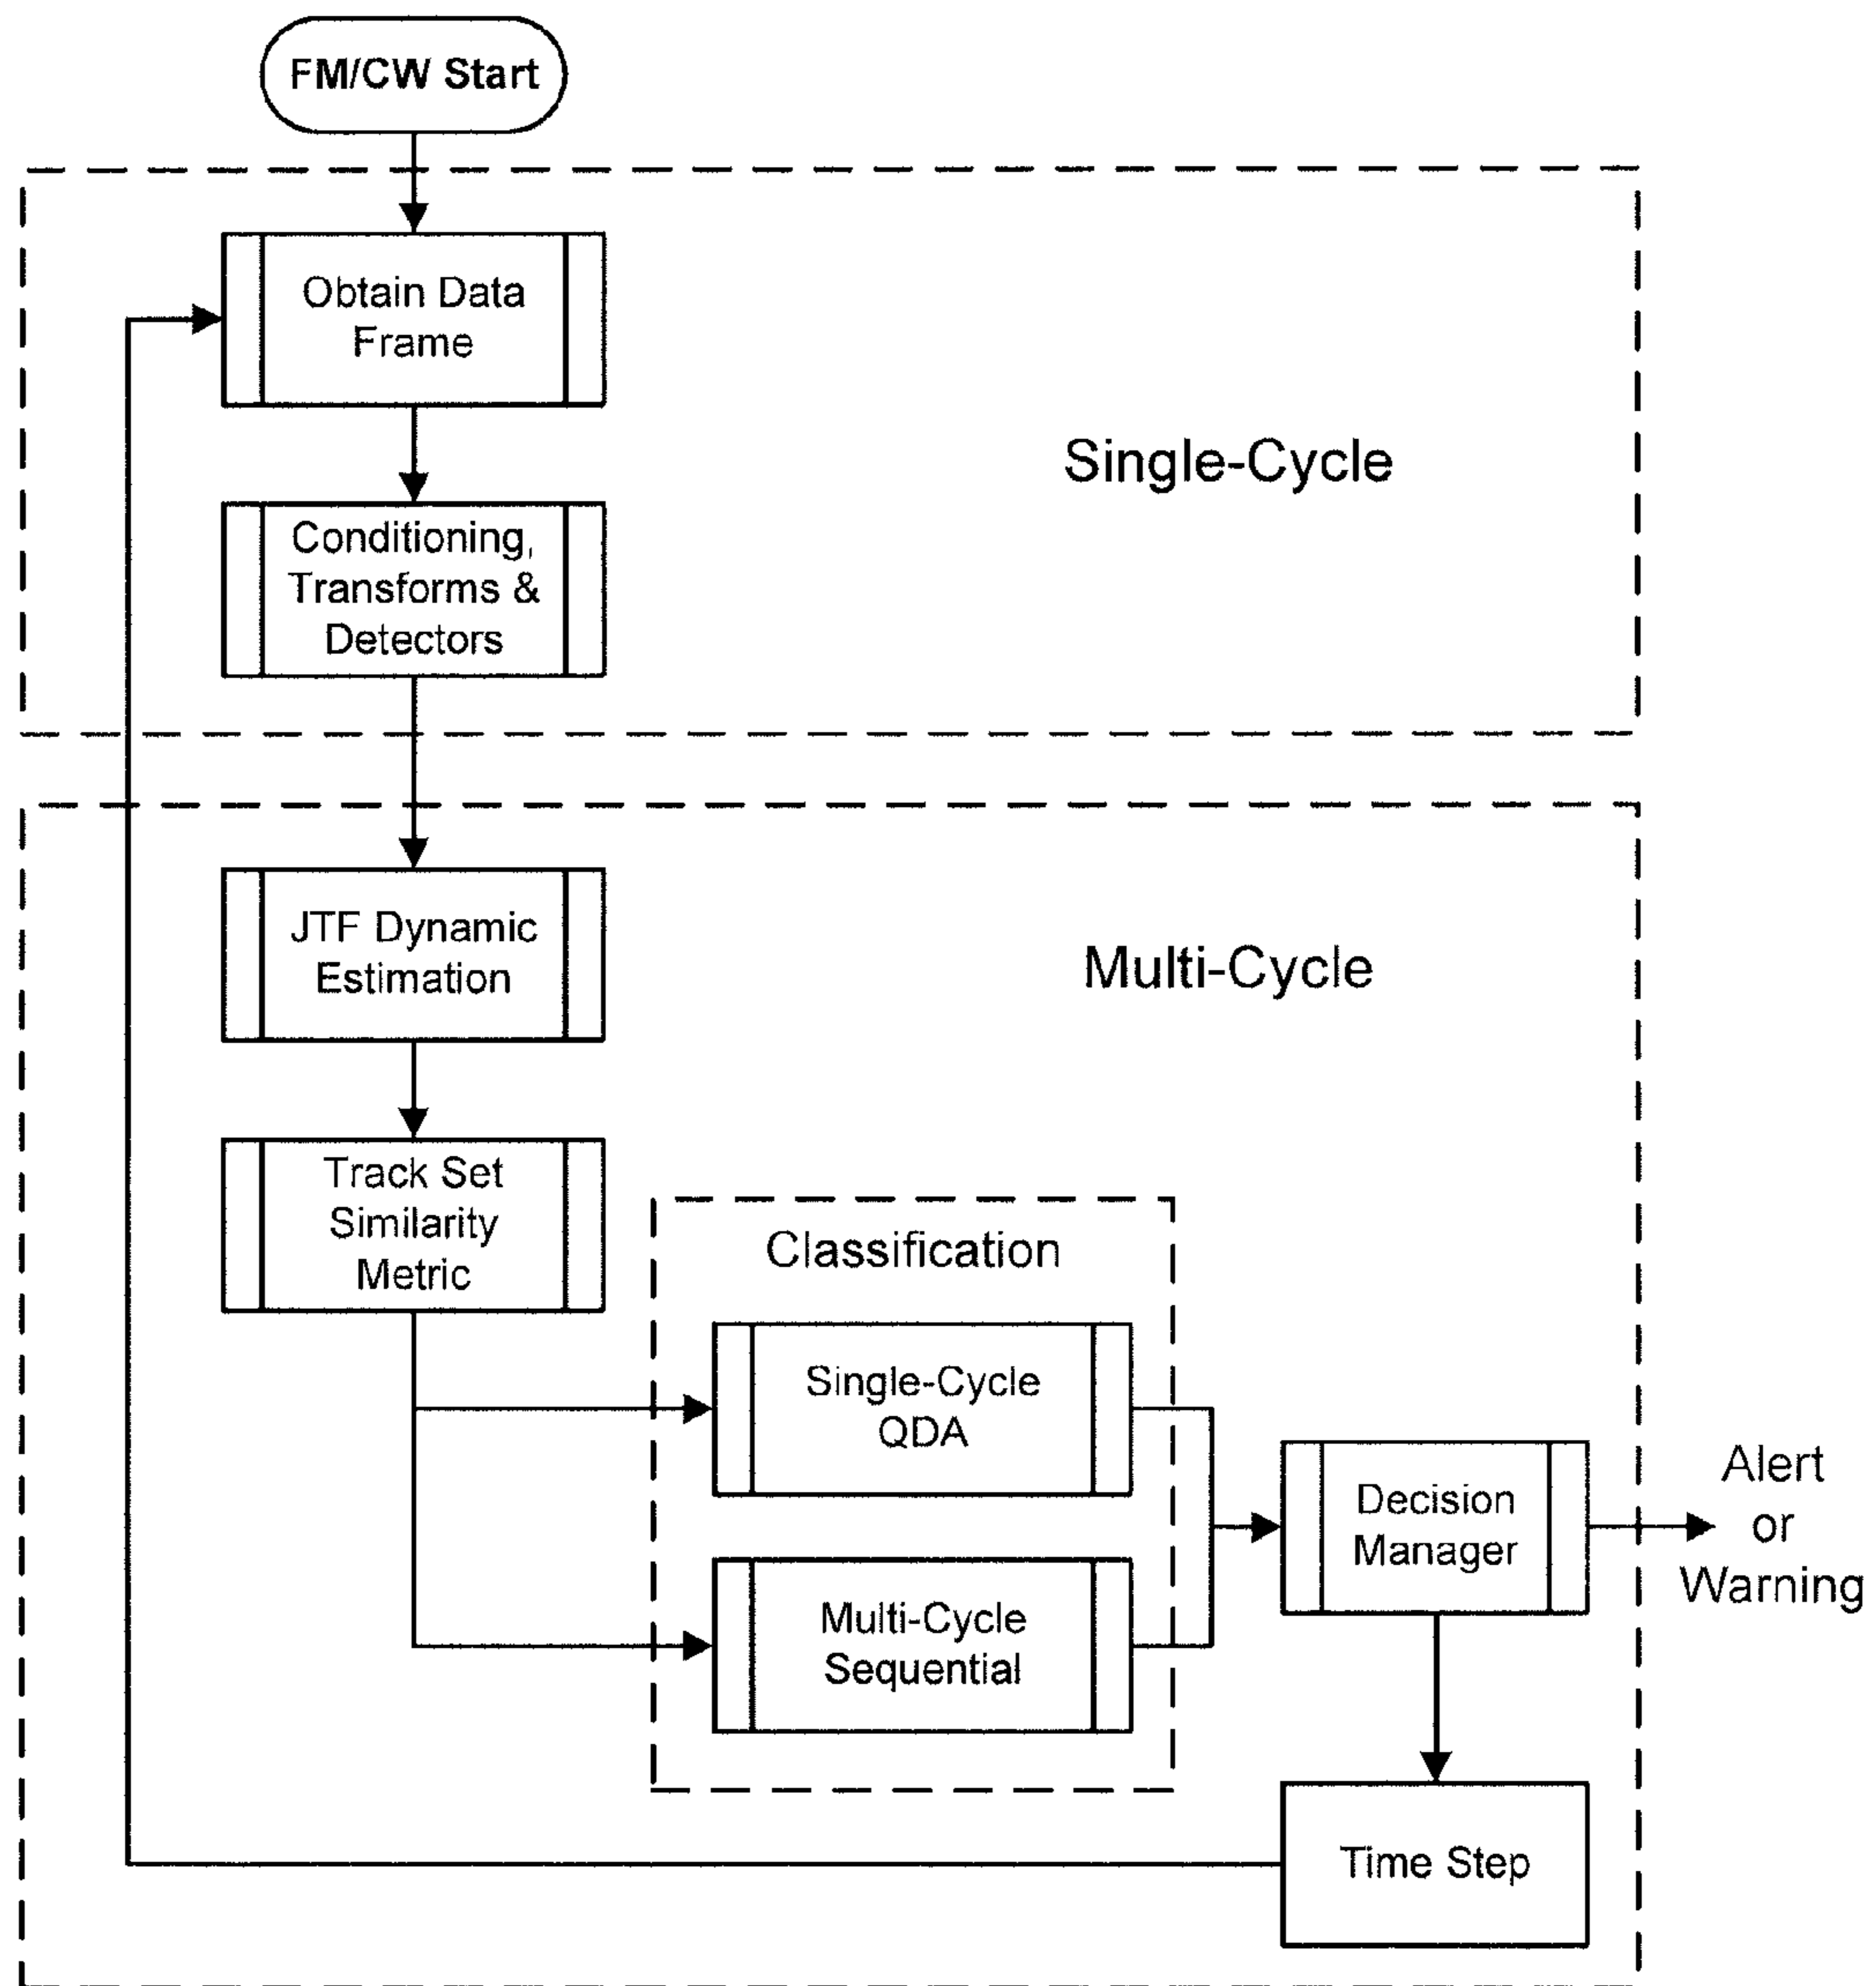 FM/CW Start
Obtain Data
Frame
Single-Cycle
Conditioning,
Transforms &
Detectors
JTF Dynamic
Estimation
Multi-Cycle
Track Set
Similarity
Metric
Classification
Single-Cycle
QDA
Multi-Cycle
Sequential
Decision
Manager
Alert
or
Warning
Time Step